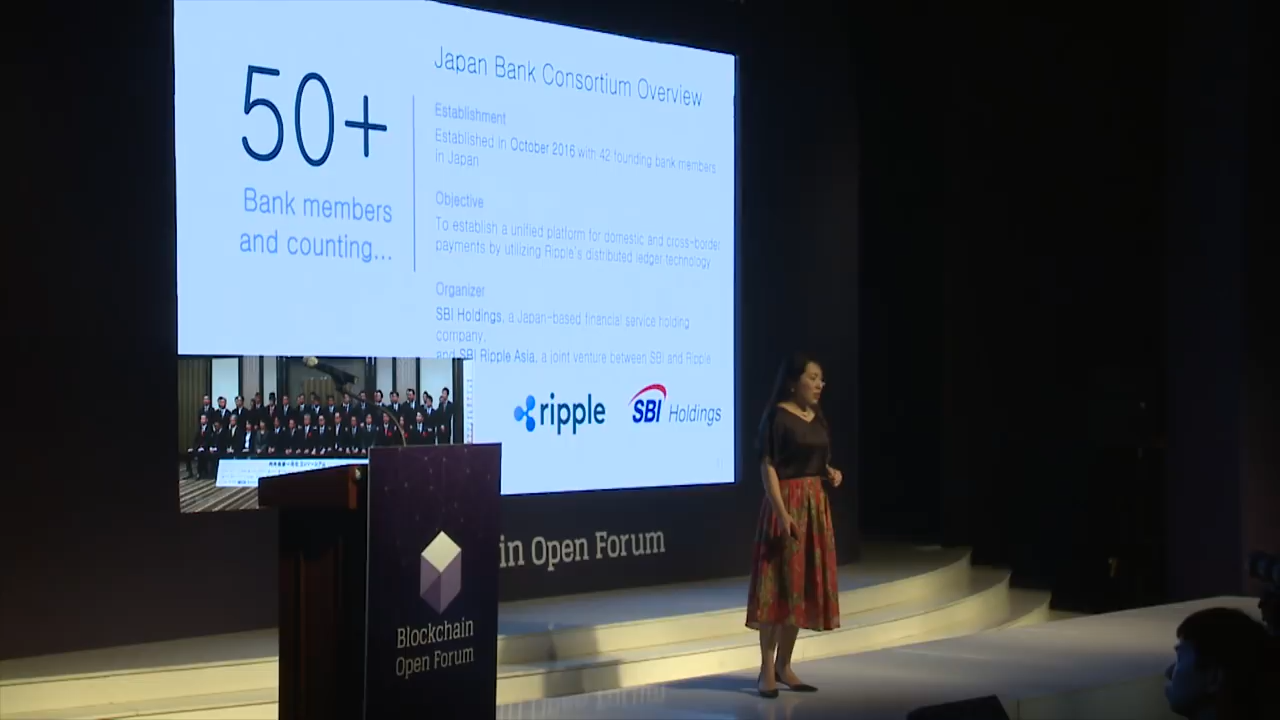 50+
Bank members
and counting...
Japan Bank Consortium Overview
Establishment
Established in October 2016 with 42 founding bank members
in Japan
Objective
To establish a unified platform for domestic and cross-border
payments by utilizing Ripple's distributed ledger technology
Organizer
SBI Holdings, a Japan-based financial service holding
company,
and SBI Ripple Asia, a joint venture between SBI and Ripple
ripple
SBI Holdings
in Open Forum
Blockchain
Open Forum